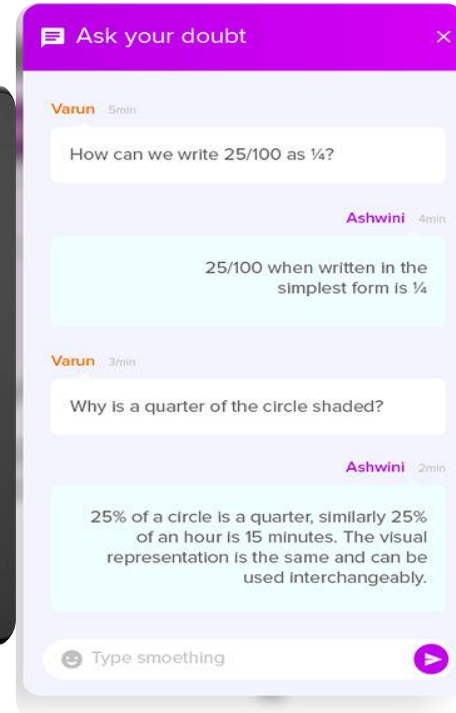 Ask your doubt
Varun 5min
How can we write 25/100 as ¼?
Ashwini 4min
25/100 when written in the
simplest form is ¼
Varun 3min
Why is a quarter of the circle shaded?
Ashwini 2min
25% of a circle is a quarter, similarly 25%
of an hour is 15 minutes. The visual
representation is the same and can be
used interchangeably.
Type smoething